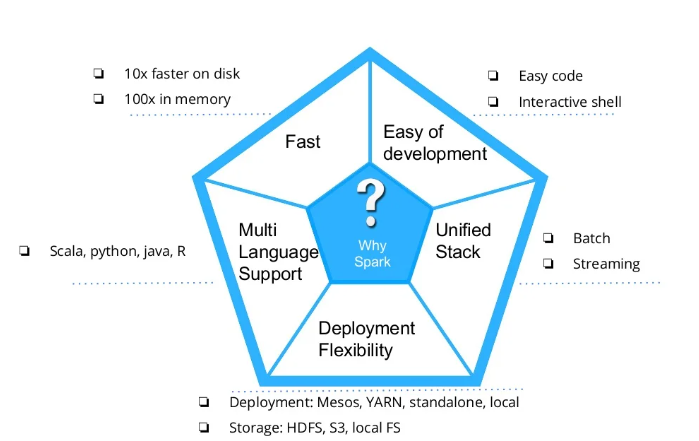 10x faster on disk
100x in memory
Easy code
Interactive shell
Fast
Easy of
development
?
Why
Spark
Multi
Language
Support
Unified
Stack
Scala, python, java, R
Batch
Streaming
Deployment
Flexibility
Deployment: Mesos, YARN, standalone, local
Storage: HDFS, S3, local FS